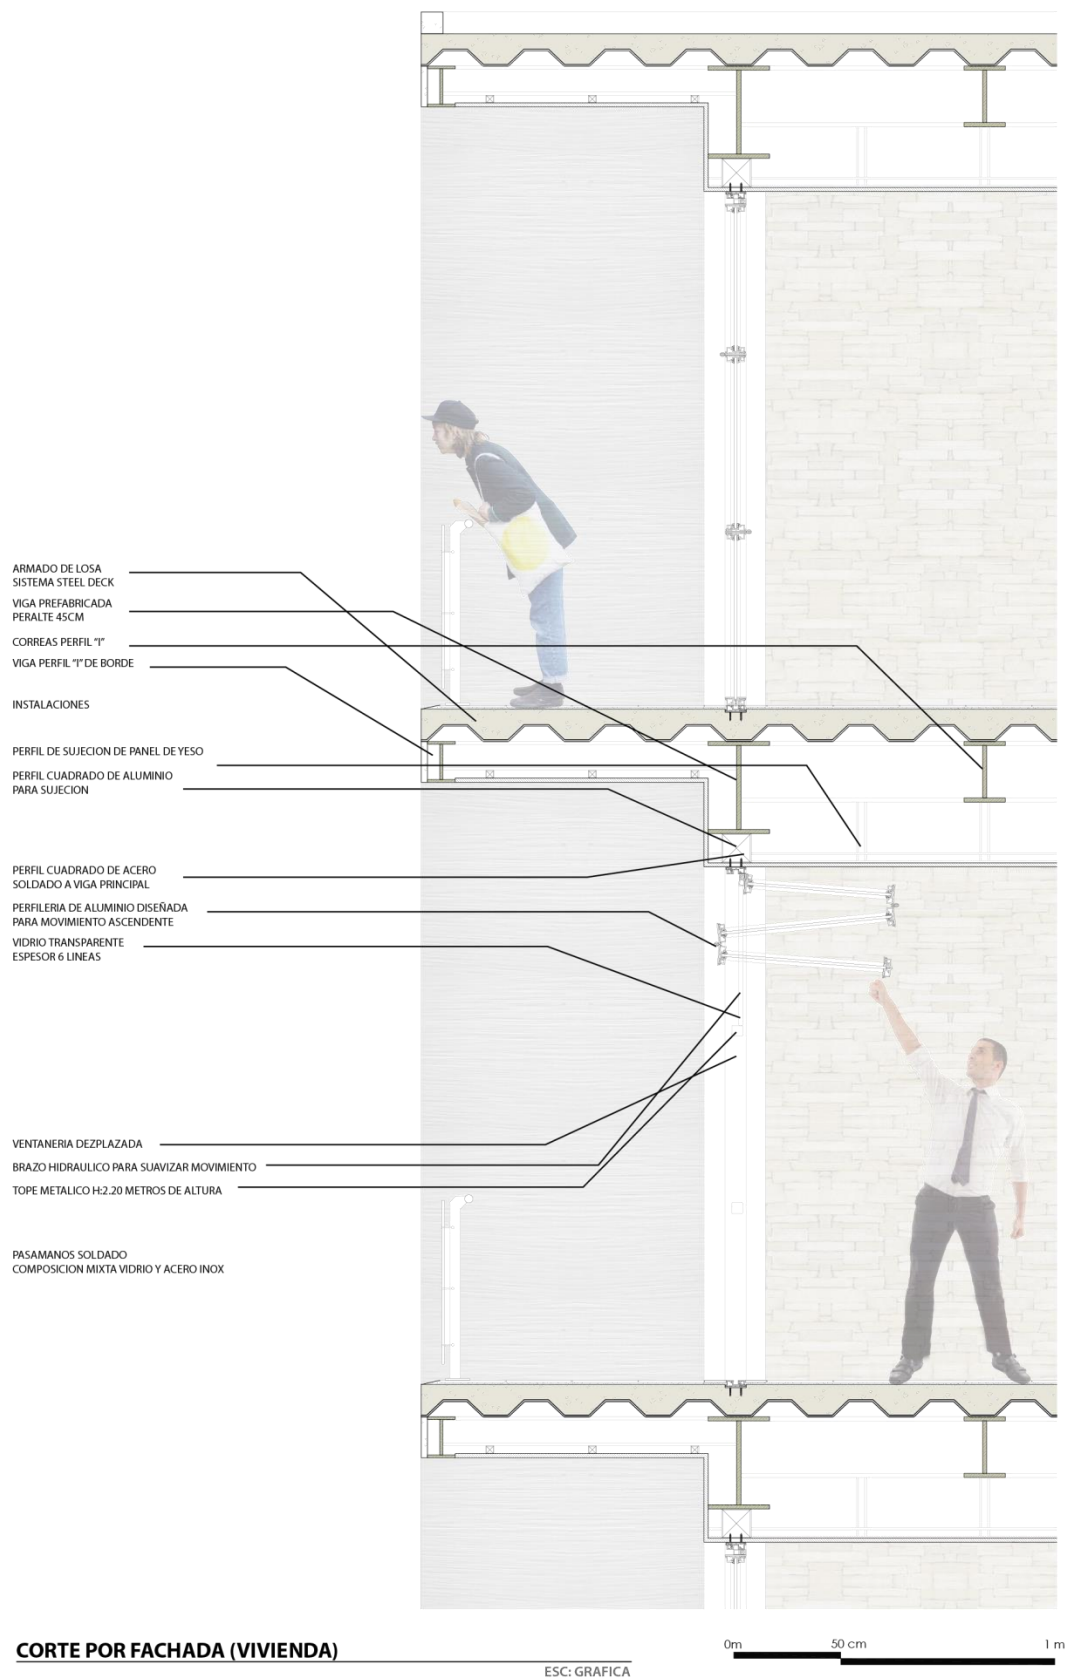 ARMADO DE LOSA
SISTEMA STEEL DECK
VIGA PREFABRICADA
PERALTE 45CM
CORREAS PERFIL "I"
VIGA PERFIL "I" DE BORDE
INSTALACIONES
PERFIL DE SUJECION DE PANEL DE YESO
PERFIL CUADRADO DE ALUMINIO
PARA SUJECION
PERFIL CUADRADO DE ACERO
SOLDADO A VIGA PRINCIPAL
PERFILERIA DE ALUMINO DISEÑADA
PARA MOVIMIENTO ASCENDENTE
VIDRIO TRANSPARENTE
ESPESOR 6 LINEAS
VENTANERIA DEZPLAZADA
BRAZO HIDRAULICO PARA SUAVIZAR MOVIMIENTO
TOPE METALICO H:2.20 METROS DE ALTURA
PASAMANOS SOLDADO
COMPOSICION MIXTA VIDRIO Y ACERO INOX
CORTE POR FACHADA (VIVIENDA)
ESC: GRAFICA
0m 50 cm 1 m